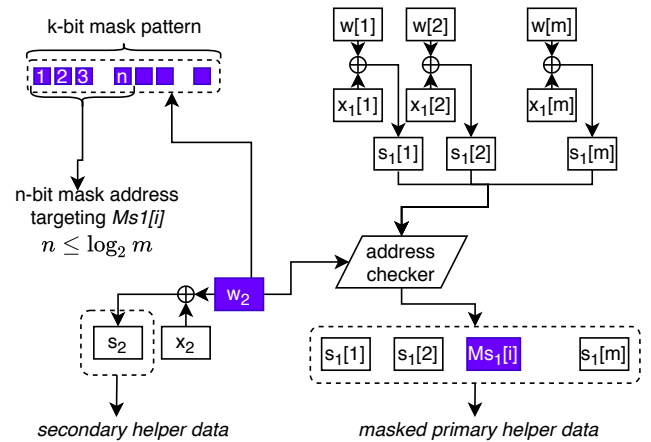 k-bit mask pattern
1 2 3 n
n-bit mask address
targeting Ms1[i]
n ≤ log₂ m
w[1] w[2] w[m]
x₁[1] x₁[2] x₁[m]
s₁[1] s₁[2] s₁[m]
address
checker
w₂
s₂ x₂
s₁[1] s₁[2] Ms₁[i] s₁[m]
secondary helper data
masked primary helper data